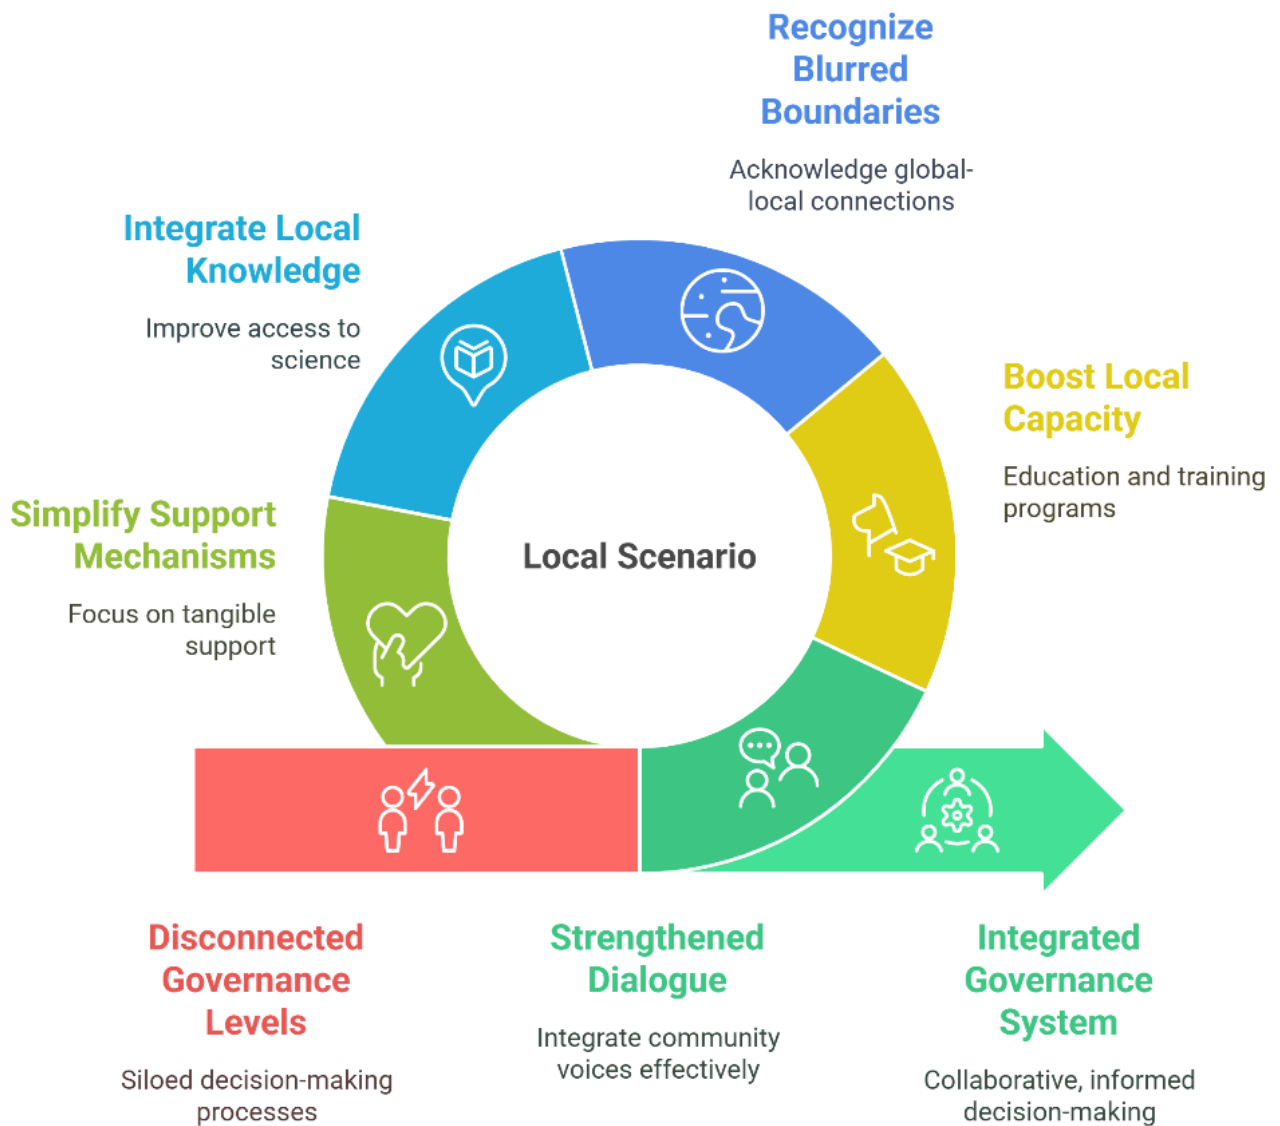 Recognize
Blurred
Boundaries
Acknowledge global-
local connections
Integrate Local
Knowledge
Improve access to
science
Boost Local
Capacity
Education and training
programs
Simplify Support
Mechanisms
Focus on tangible
support
Local Scenario
Disconnected
Governance
Levels
Siloed decision-making
processes
Strengthened
Dialogue
Integrate community
voices effectively
Integrated
Governance
System
Collaborative, informed
decision-making